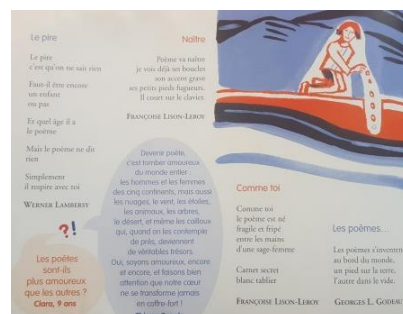 Le pire
Le pire
c'est qu'on ne sait rien
Faut-il être encore
un enfant
ou pas
Et quel âge il a
le poème
Mais le poème ne dit
rien
Simplement
il respire avec toi
WERNER LAMBERSY
?!
Les poètes
sont-ils
plus amoureux
que les autres ?
Clara, 9 ans
Naître
Poème va naître
je vois déjà ses boucles
son accent grave
ses petits pieds fugueurs.
Il court sur le clavier.
FRANÇOISE LISON-LEROY
Devenir poète,
c'est tomber amoureux
du monde entier :
les hommes et les femmes
des cinq continents, mais aussi
les nuages, le vent, les étoiles,
les animaux, les arbres,
le désert, et même les cailloux
qui, quand on les contemple
de près, deviennent
de véritables trésors.
Oui, soyons amoureux, encore
et encore, et faisons bien
attention que notre cœur
ne se transforme jamais
en coffre-fort !
Comme toi
Comme toi
le poème est né
fragile et fripé
entre les mains
d'une sage-femme
Carnet secret
blanc tablier
FRANÇOISE LISON-LEROY
Les poèmes...
Les poèmes s'inventent
au bord du monde,
un pied sur la terre,
l'autre dans le vide.
GEORGES L. GODEAU